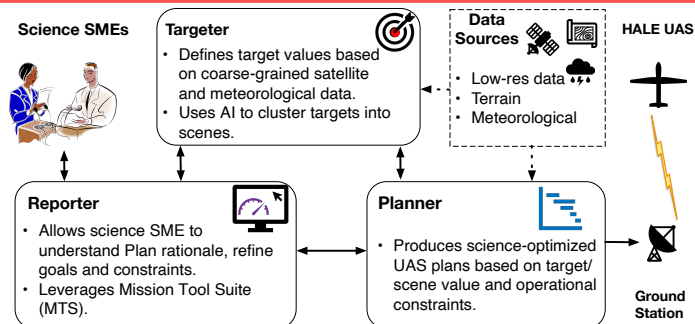 Science SMEs
Targeter
• Defines target values based
on coarse-grained satellite
and meteorological data.
• Uses AI to cluster targets into
scenes.
Data
Sources
• Low-res data
• Terrain
• Meteorological
HALE UAS
Reporter
• Allows science SME to
understand Plan rationale, refine
goals and constraints.
• Leverages Mission Tool Suite
(MTS).
Planner
• Produces science-optimized
UAS plans based on target/
scene value and operational
constraints.
Ground
Station